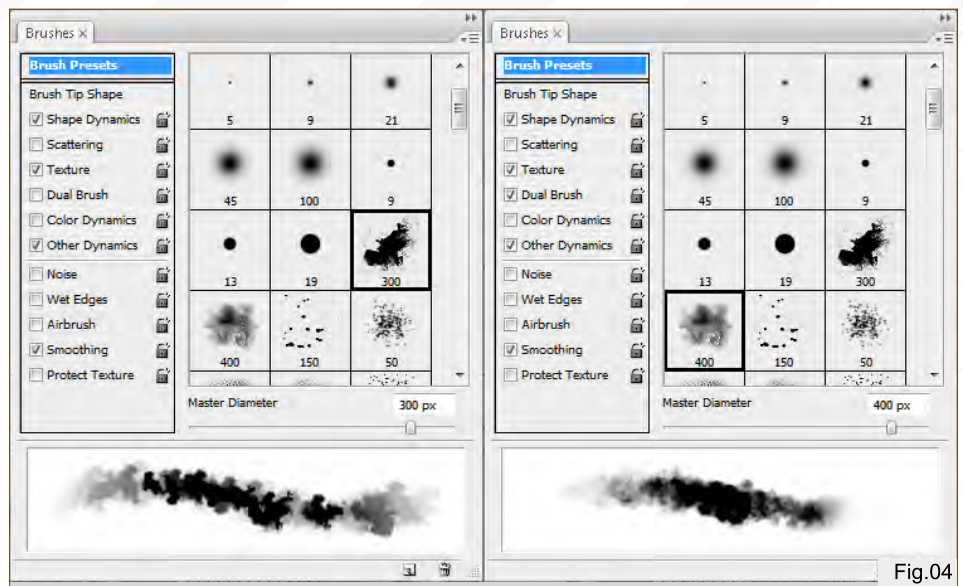 Brushes ×
Brush Presets
Brush Tip Shape
Shape Dynamics
Scattering
Texture
Dual Brush
Color Dynamics
Other Dynamics
Noise
Wet Edges
Airbrush
Smoothing
Protect Texture
5 9 21
45 100 9
13 19 300
400 150 50
Master Diameter 300 px
Brushes ×
Brush Presets
Brush Tip Shape
Shape Dynamics
Scattering
Texture
Dual Brush
Color Dynamics
Other Dynamics
Noise
Wet Edges
Airbrush
Smoothing
Protect Texture
5 9 21
45 100 9
13 19 300
400 150 50
Master Diameter 400 px
Fig.04